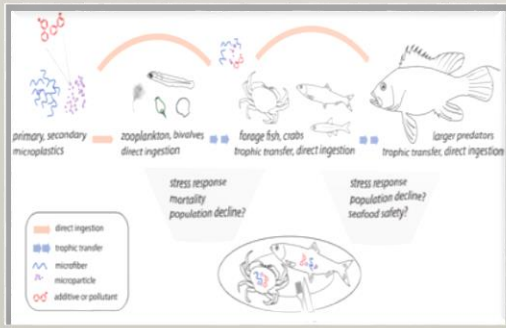 primary, secondary
microplastics
zooplankton, bivalves
direct ingestion
forage fish, crabs
trophic transfer, direct ingestion
larger predators
trophic transfer, direct ingestion
stress response
mortality
population decline?
stress response
population decline?
seafood safety?
direct ingestion
trophic transfer
microfiber
microparticle
additive or pollutant